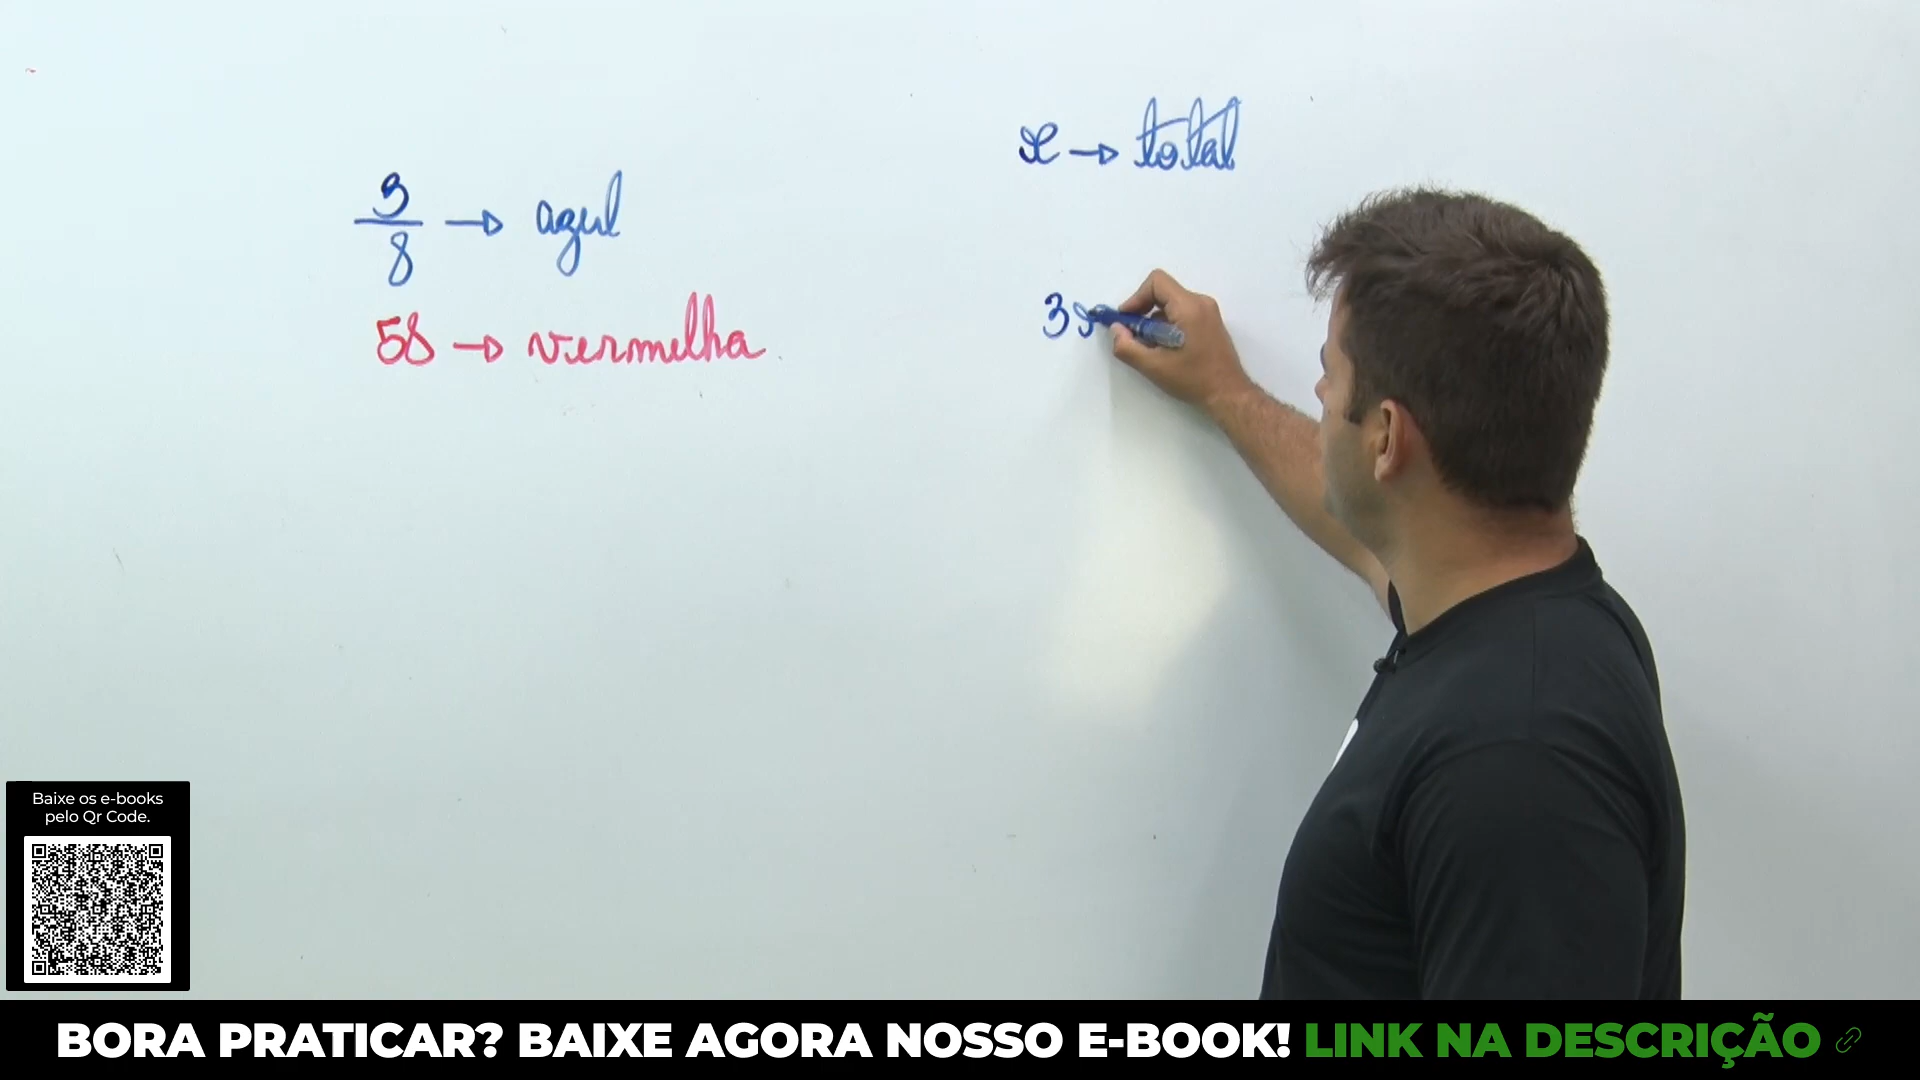 3/8 → azul
58 → vermelha
x → total
3x
Baixe os e-books
pelo Qr Code.
BORA PRATICAR? BAIXE AGORA NOSSO E-BOOK! LINK NA DESCRIÇÃO